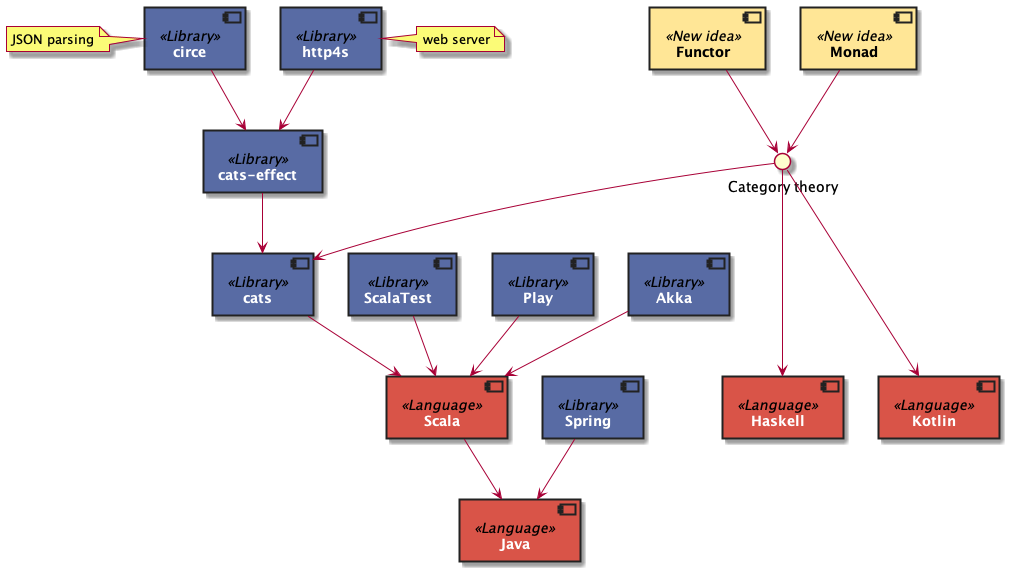 JSON parsing
«Library»
circe
«Library»
http4s
web server
«New idea»
Functor
«New idea»
Monad
«Library»
cats-effect
Category theory
«Library»
cats
«Library»
ScalaTest
«Library»
Play
«Library»
Akka
«Language»
Scala
«Library»
Spring
«Language»
Haskell
«Language»
Kotlin
«Language»
Java